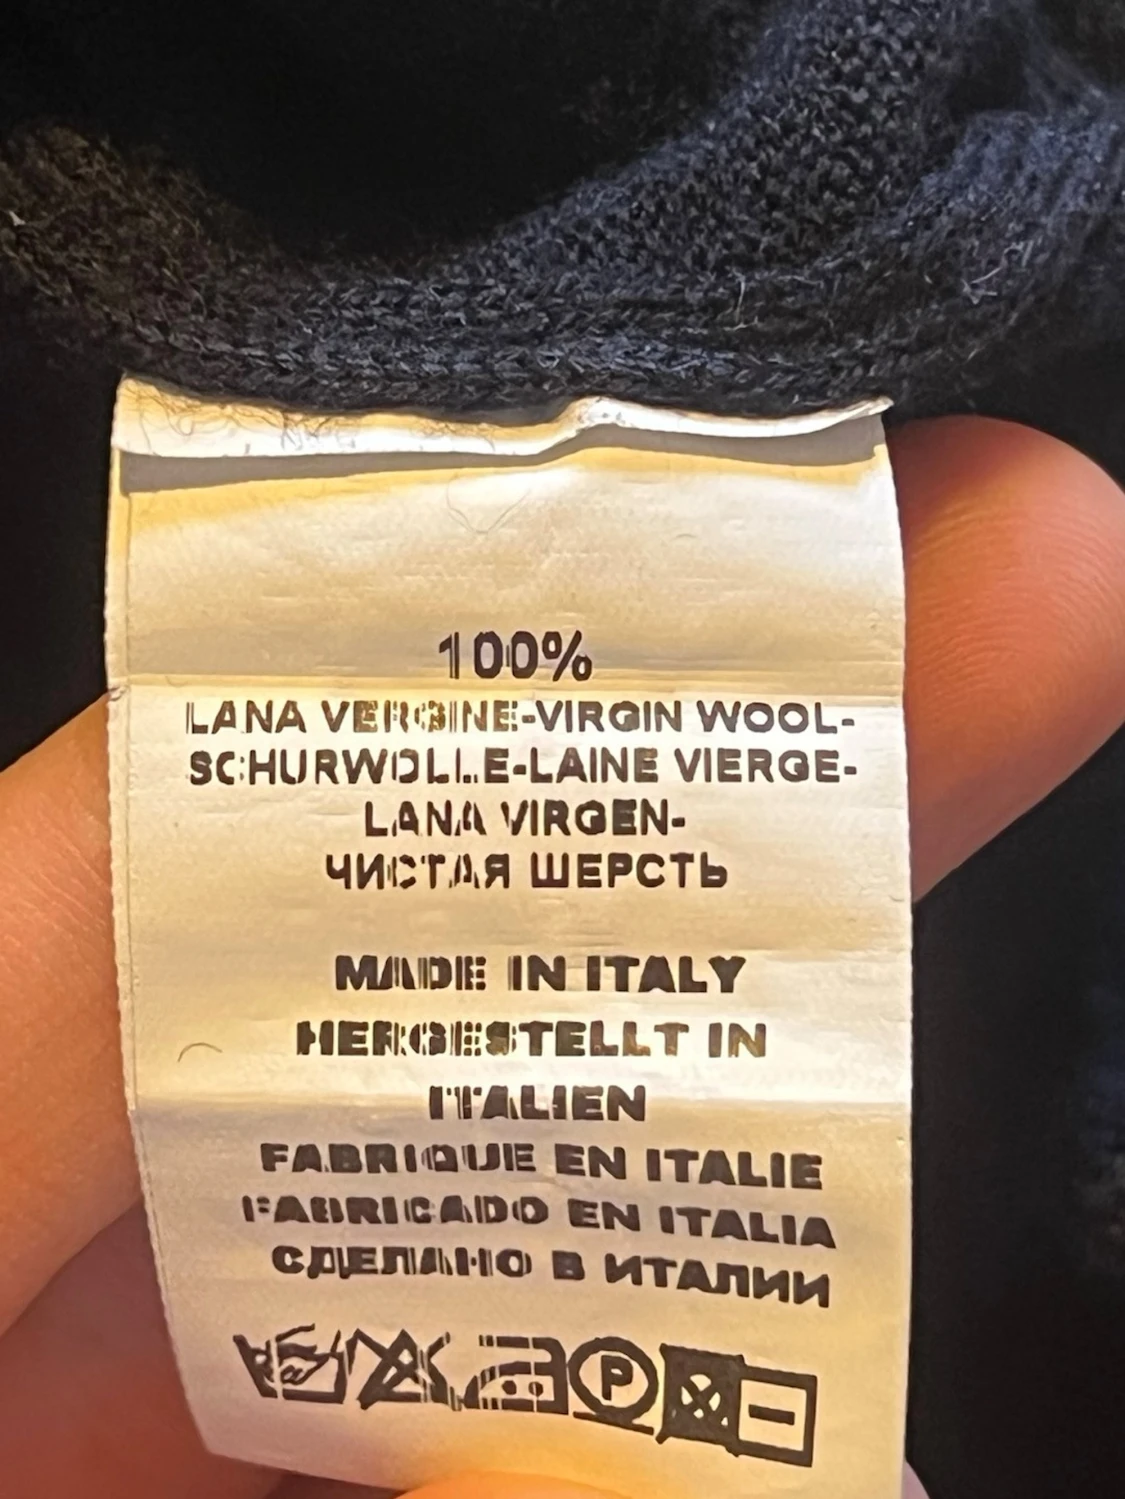 100%
LANA VERGINE-VIRGIN WOOL-
SCHURWOLLE-LAINE VIERGE-
LANA VIRGEN-
ЧИСТАЯ ШЕРСТЬ
MADE IN ITALY
HERGESTELLT IN
ITALIEN
FABRIQUE EN ITALIE
FABRICADO EN ITALIA
СДЕЛАНО В ИТАЛИИ
P